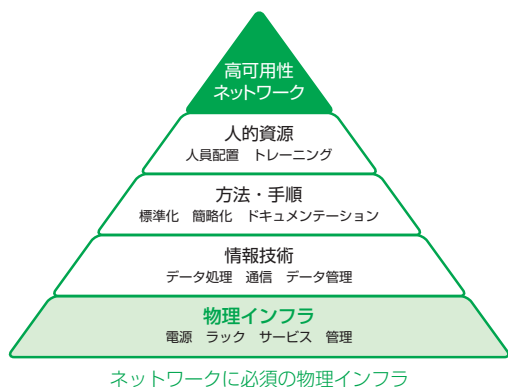 高可用性
ネットワーク
人的資源
人員配置　トレーニング
方法・手順
標準化　簡略化　ドキュメンテーション
情報技術
データ処理　通信　データ管理
物理インフラ
電源　ラック　サービス　管理
ネットワークに必須の物理インフラ